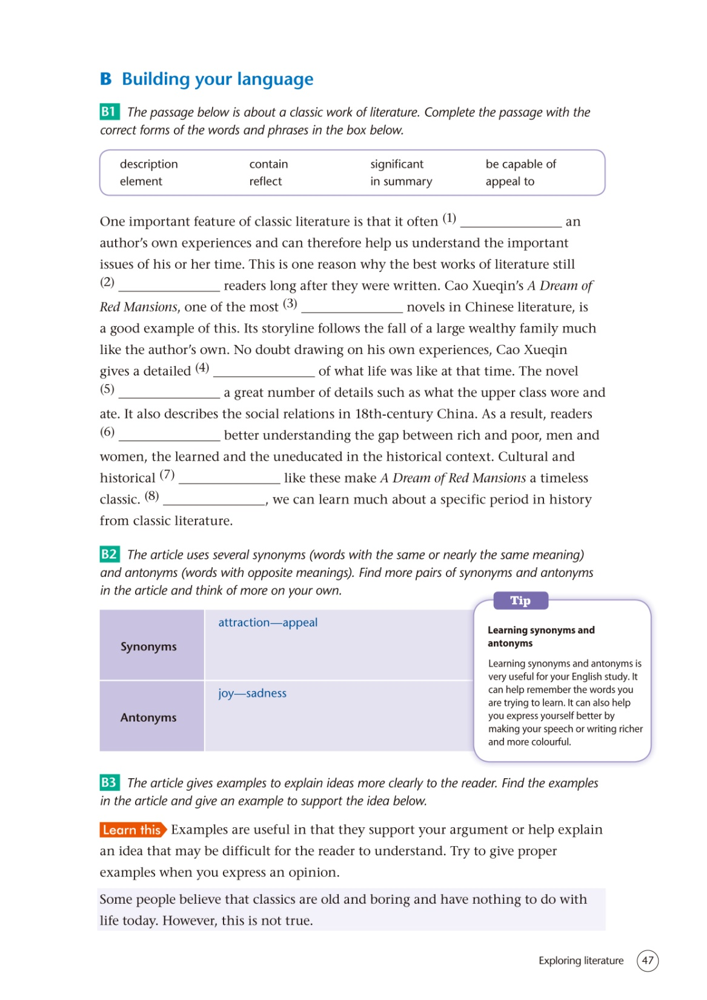 B Building your language
B1 The passage below is about a classic work of literature. Complete the passage with the
correct forms of the words and phrases in the box below.
description contain significant be capable of
element reflect in summary appeal to
One important feature of classic literature is that it often (1) ______________ an
author's own experiences and can therefore help us understand the important
issues of his or her time. This is one reason why the best works of literature still
(2) ______________ readers long after they were written. Cao Xueqin's A Dream of
Red Mansions, one of the most (3) ______________ novels in Chinese literature, is
a good example of this. Its storyline follows the fall of a large wealthy family much
like the author's own. No doubt drawing on his own experiences, Cao Xueqin
gives a detailed (4) ______________ of what life was like at that time. The novel
(5) ______________ a great number of details such as what the upper class wore and
ate. It also describes the social relations in 18th-century China. As a result, readers
(6) ______________ better understanding the gap between rich and poor, men and
women, the learned and the uneducated in the historical context. Cultural and
historical (7) ______________ like these make A Dream of Red Mansions a timeless
classic. (8) ______________, we can learn much about a specific period in history
from classic literature.
B2 The article uses several synonyms (words with the same or nearly the same meaning)
and antonyms (words with opposite meanings). Find more pairs of synonyms and antonyms
in the article and think of more on your own.
Synonyms
attraction—appeal
Antonyms
joy—sadness
Tip
Learning synonyms and
antonyms
Learning synonyms and antonyms is
very useful for your English study. It
can help remember the words you
are trying to learn. It can also help
you express yourself better by
making your speech or writing richer
and more colourful.
B3 The article gives examples to explain ideas more clearly to the reader. Find the examples
in the article and give an example to support the idea below.
Learn this Examples are useful in that they support your argument or help explain
an idea that may be difficult for the reader to understand. Try to give proper
examples when you express an opinion.
Some people believe that classics are old and boring and have nothing to do with
life today. However, this is not true.
Exploring literature 47